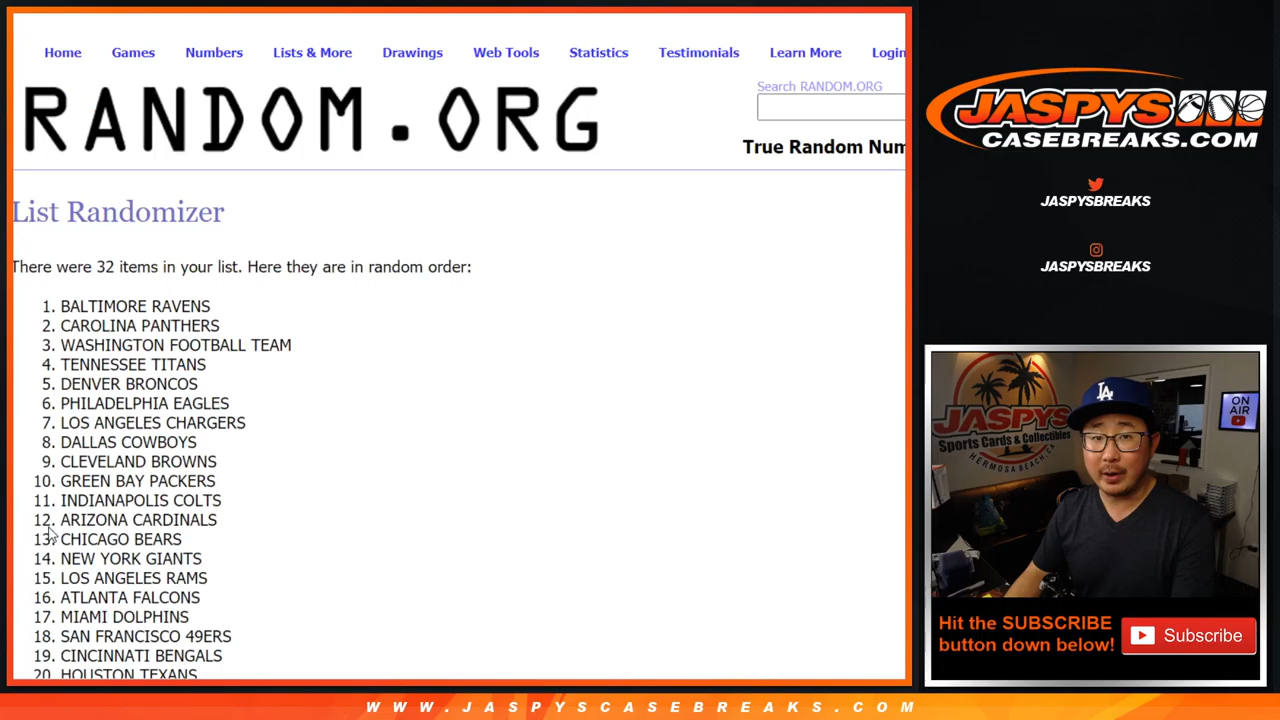 Home Games Numbers Lists & More Drawings Web Tools Statistics Testimonials Learn More Login
Search RANDOM.ORG
RANDOM.ORG
True Random Num
List Randomizer
There were 32 items in your list. Here they are in random order:
1. BALTIMORE RAVENS
2. CAROLINA PANTHERS
3. WASHINGTON FOOTBALL TEAM
4. TENNESSEE TITANS
5. DENVER BRONCOS
6. PHILADELPHIA EAGLES
7. LOS ANGELES CHARGERS
8. DALLAS COWBOYS
9. CLEVELAND BROWNS
10. GREEN BAY PACKERS
11. INDIANAPOLIS COLTS
12. ARIZONA CARDINALS
13. CHICAGO BEARS
14. NEW YORK GIANTS
15. LOS ANGELES RAMS
16. ATLANTA FALCONS
17. MIAMI DOLPHINS
18. SAN FRANCISCO 49ERS
19. CINCINNATI BENGALS
20. HOUSTON TEXANS
JASPYS
CASEBREAKS.COM
JASPYSBREAKS
JASPYSBREAKS
JASPYS
Sports Cards & Collectibles
HERMOSA BEACH, CA
LA
ON
AIR
Hit the SUBSCRIBE
button down below!
Subscribe
WWW.JASPYSCASEBREAKS.COM